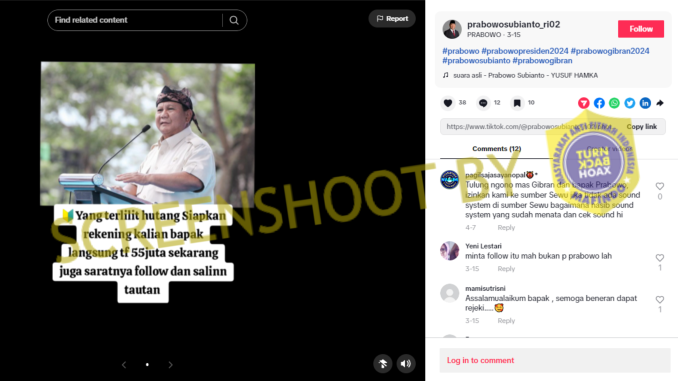 Find related content
Report
🔰Yang terliiit hutang Siapkan
rekening kalian bapak
langsung tf 55juta sekarang
juga saratnya follow dan salinn
tautan
SCREENSHOOT BY
prabowosubianto_ri02
PRABOWO · 3-15
Follow
#prabowo #prabowopresiden2024 #prabowogibran2024
#prabowosubianto #prabowogibran
suara asli - Prabowo Subianto - YUSUF HAMKA
38
12
10
https://www.tiktok.com/@prabowosubia
Copy link
Comments (12)
MASYARAKAT ANTI FITNAH INDONESIA
TURN
BACK
HOAX
MAFINDO
Tulung ngono mas Gibran dan bapak Prabowo,
izinkan kami ke sumber Sewu
ada sound
system di sumber Sewu bagaimana
sound
system yang sudah menata dan cek sound hi
4-7
Reply
0
Yeni Lestari
minta follow itu mah bukan p prabowo lah
3-15
Reply
1
mamisutrisni
Assalamualaikum bapak , semoga beneran dapat
rejeki.....🥰
3-15
Reply
1
Log in to comment